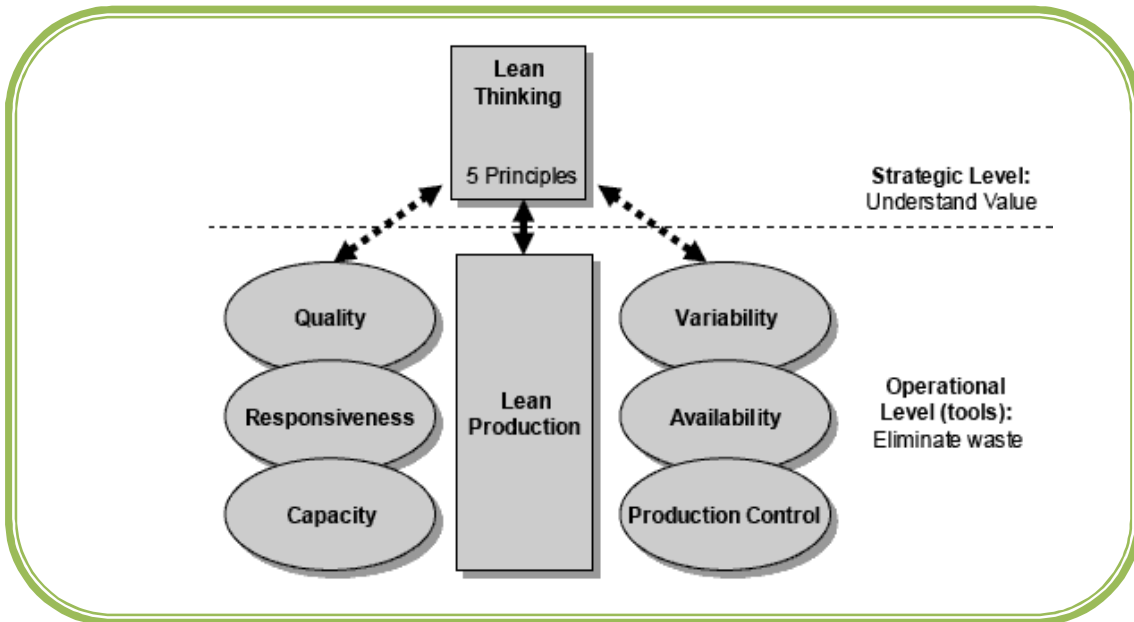 Lean
Thinking
5 Principles
Strategic Level:
Understand Value
Quality
Responsiveness
Capacity
Lean
Production
Variability
Availability
Production Control
Operational
Level (tools):
Eliminate waste